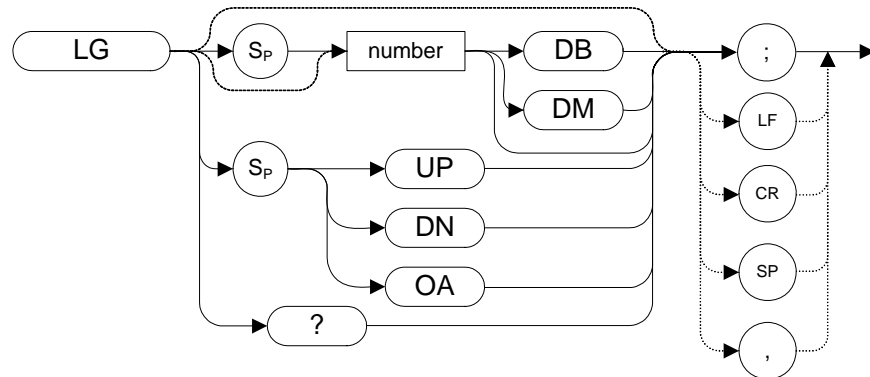 LG
SP
number
DB
;
DM
LF
SP
UP
CR
DN
SP
OA
?
,